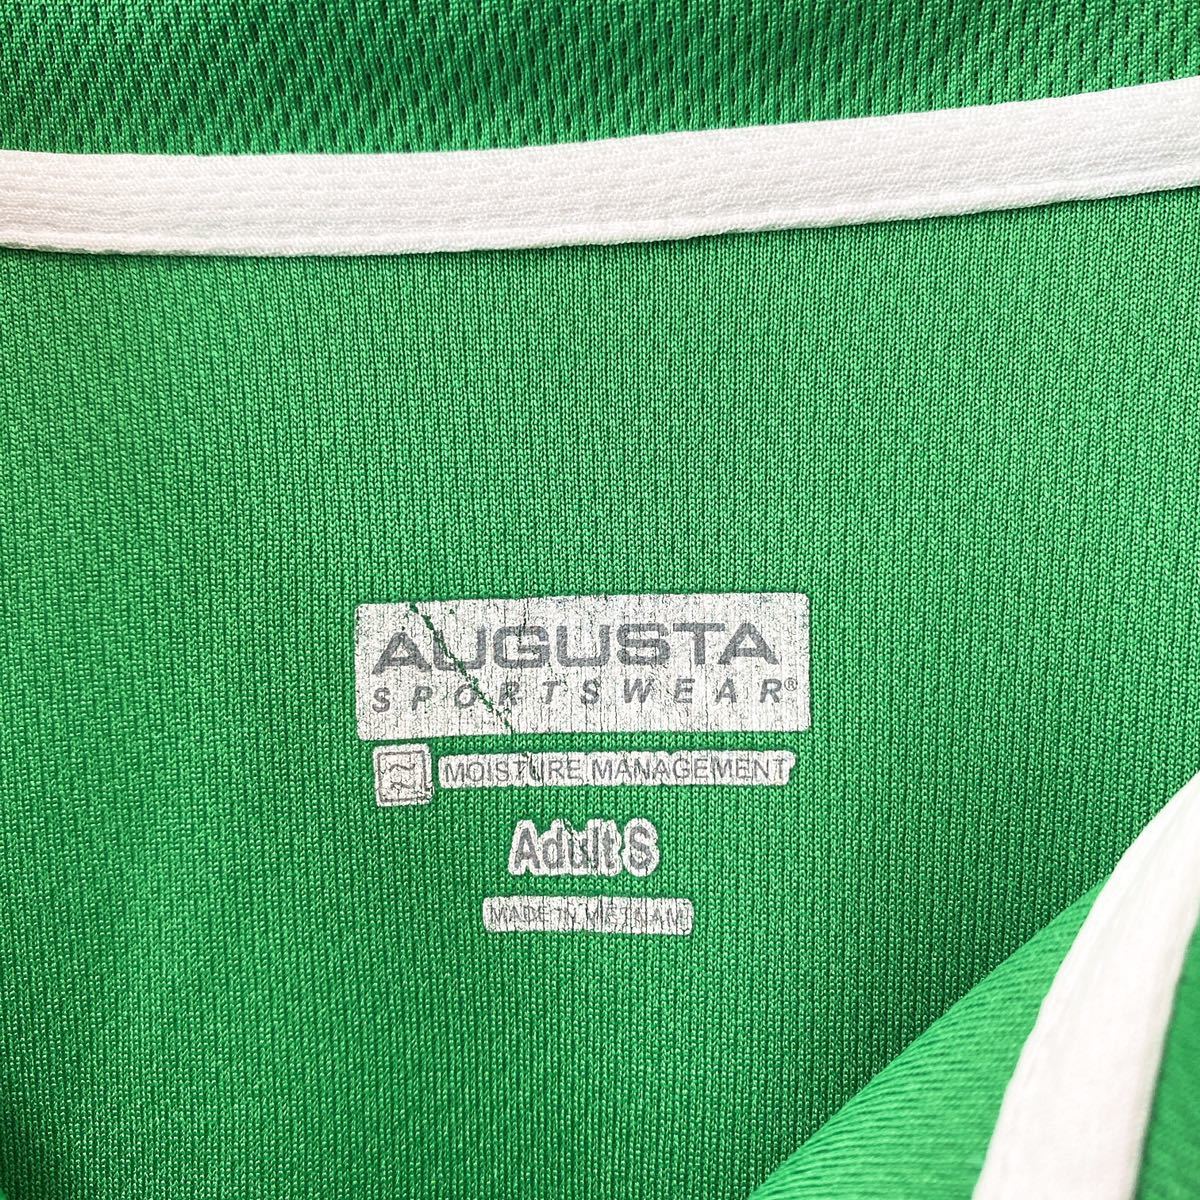 AUGUSTA
SPORTSWEAR®
MOISTURE MANAGEMENT
Adult S
MADE IN VIETNAM